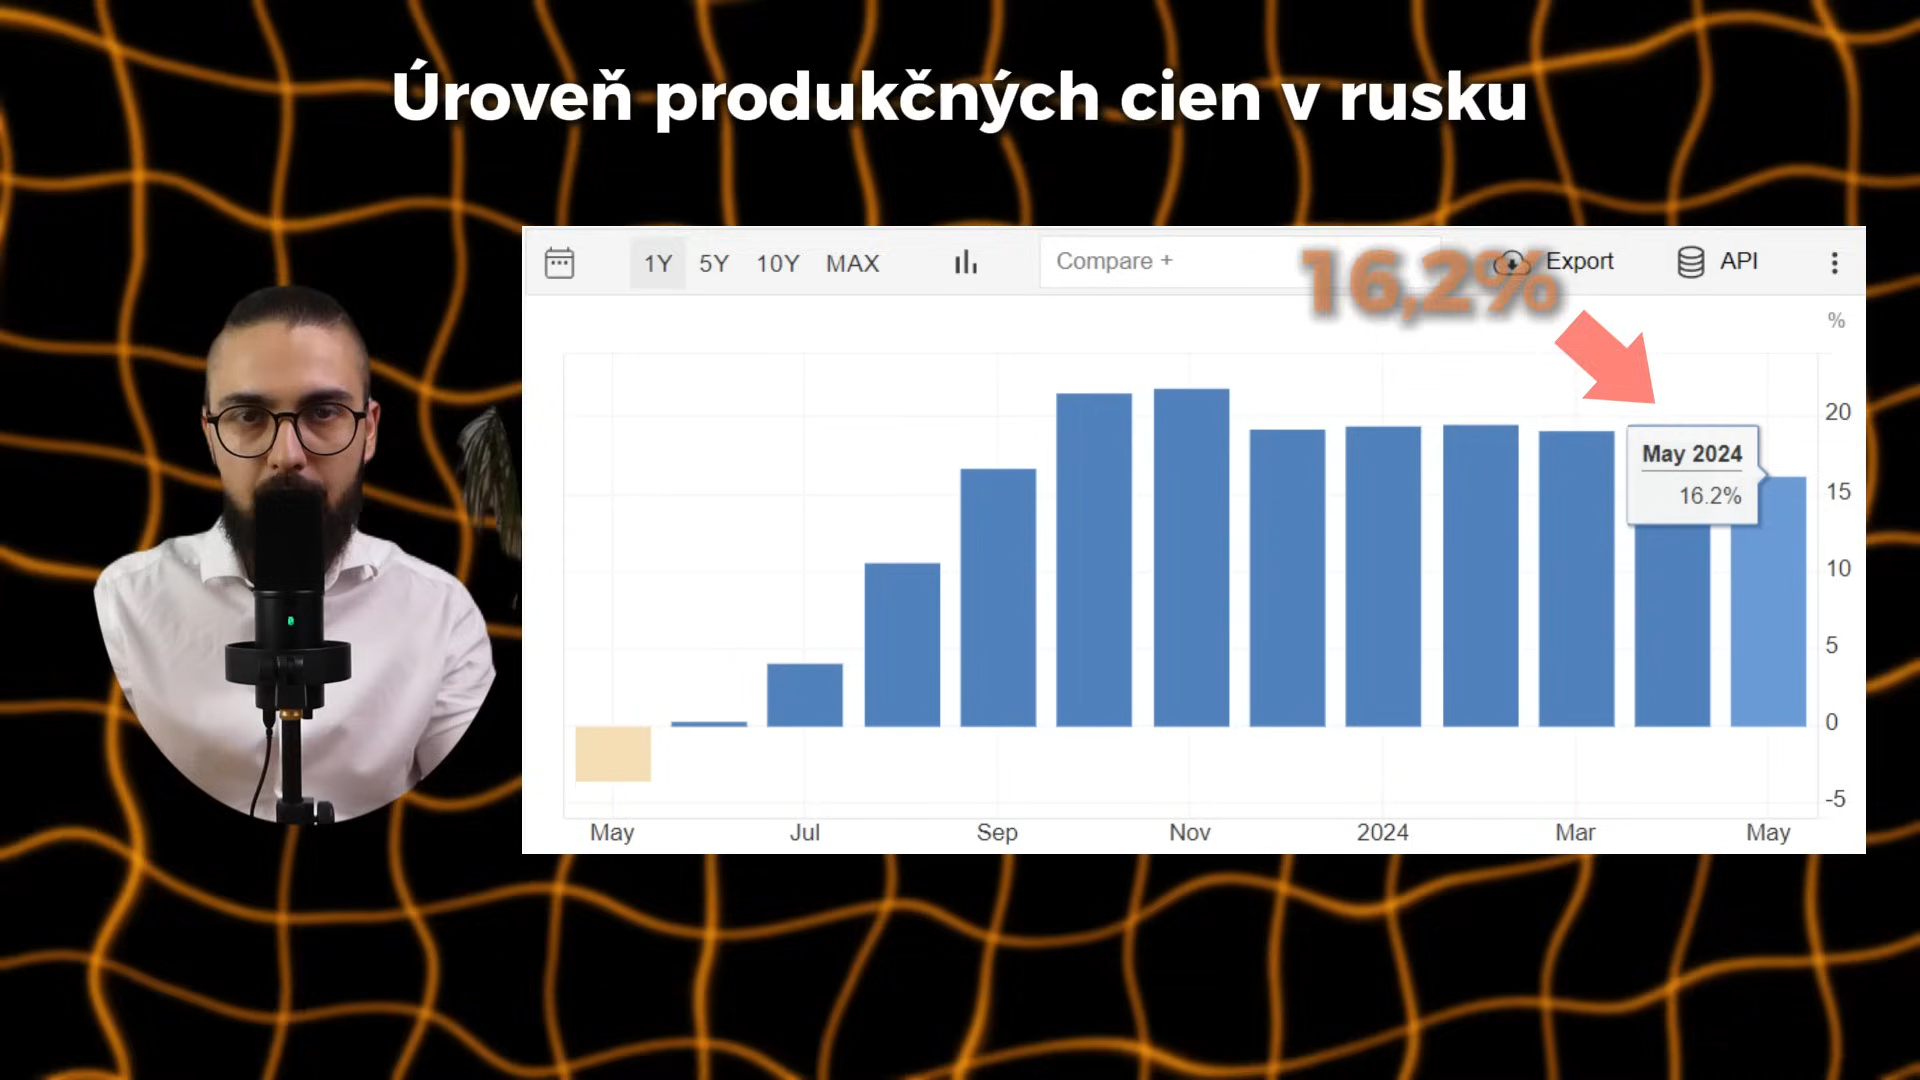 Úroveň produkčných cien v rusku
1Y 5Y 10Y MAX Compare + 16,2% Export API
%
20
May 2024
16.2%
15
10
5
0
-5
May Jul Sep Nov 2024 Mar May